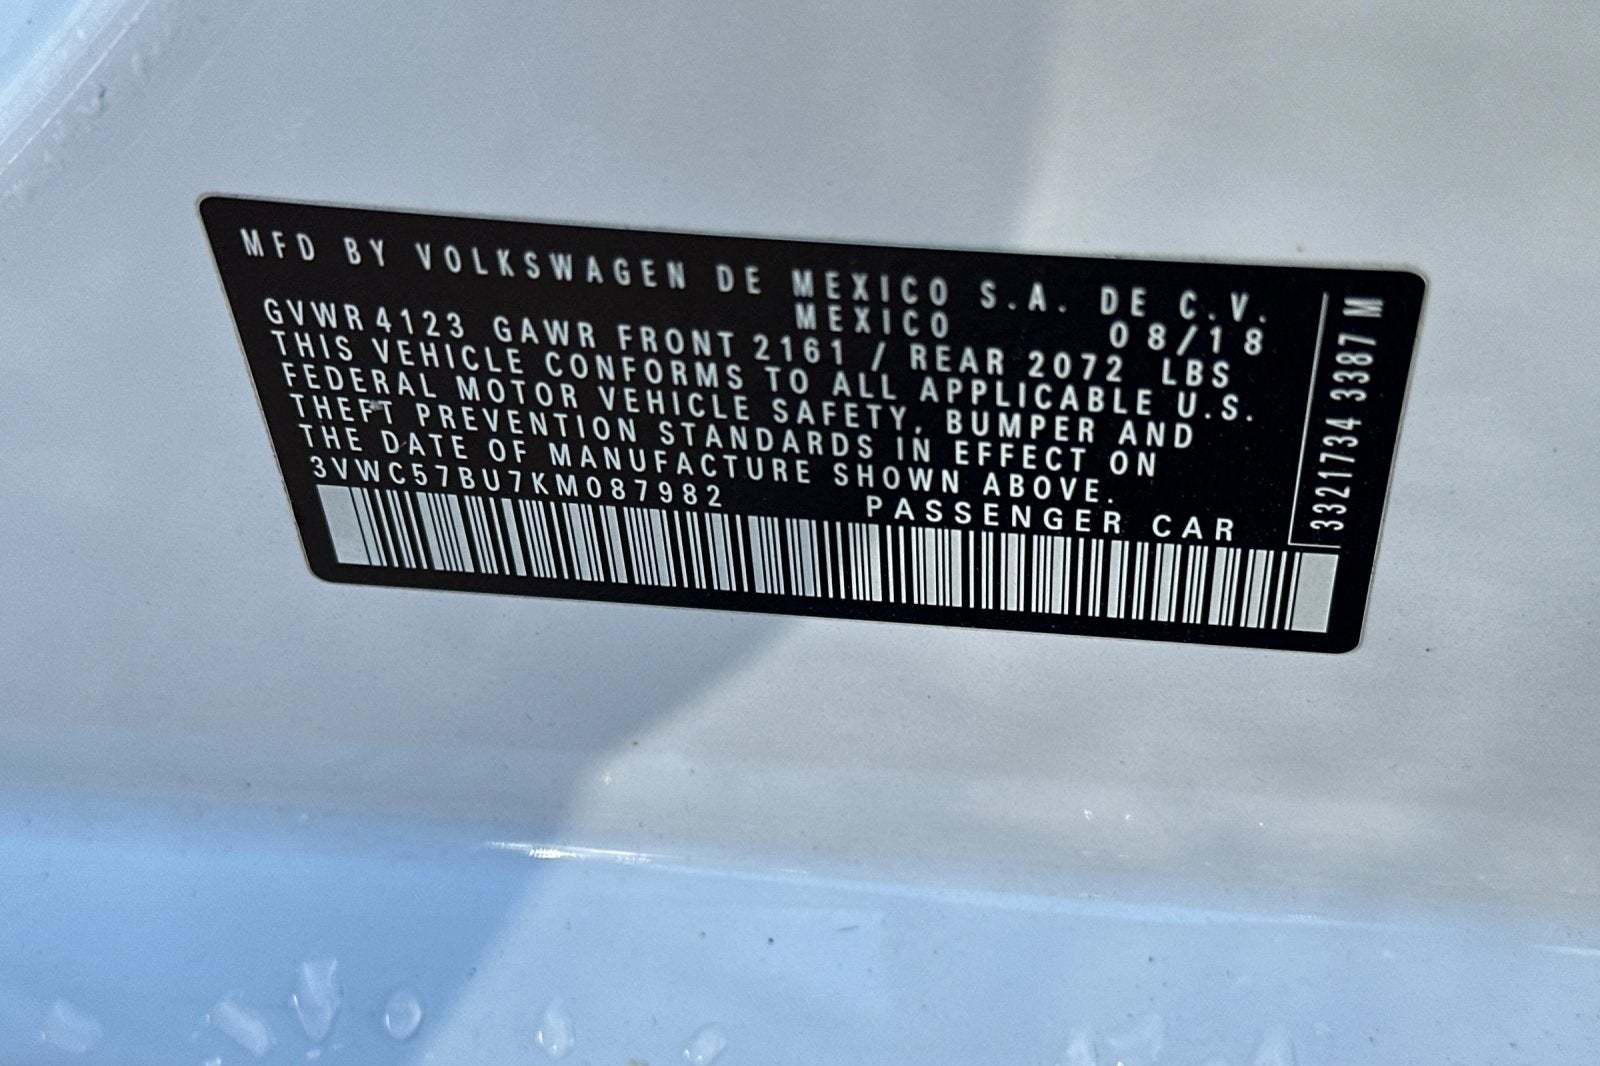 MFD BY VOLKSWAGEN DE MEXICO S.A. DE C.V.
MEXICO 08/18
GVWR 4123 GAWR FRONT 2161 / REAR 2072 LBS
THIS VEHICLE CONFORMS TO ALL APPLICABLE U.S.
FEDERAL MOTOR VEHICLE SAFETY, BUMPER AND
THEFT PREVENTION STANDARDS IN EFFECT ON
THE DATE OF MANUFACTURE SHOWN ABOVE.
3VWC57BU7KM087982 PASSENGER CAR
3321734 3387 M